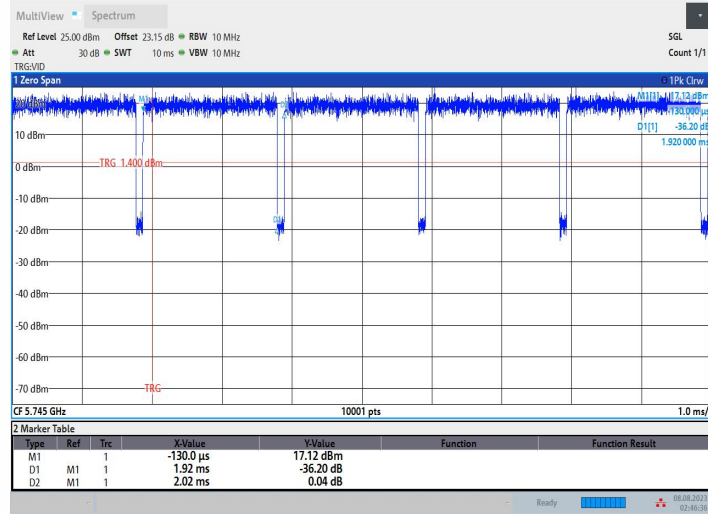 MultiView Spectrum
Ref Level 25.00 dBm Offset 23.15 dB RBW 10 MHz SGL
Att 30 dB SWT 10 ms VBW 10 MHz Count 1/1
TRG:VID
1 Zero Span 1Pk Clrw
M1[1] 17.12 dBm
-130.000 µs
D1[1] -36.20 dB
1.920 000 ms
M1
D2
10 dBm
TRG 1.400 dBm
0 dBm
-10 dBm
D1
-20 dBm
-30 dBm
-40 dBm
-50 dBm
-60 dBm
-70 dBm
TRG
CF 5.745 GHz 10001 pts 1.0 ms/
2 Marker Table
Type Ref Trc X-Value Y-Value Function Function Result
M1 1 -130.0 µs 17.12 dBm
D1 M1 1 1.92 ms -36.20 dB
D2 M1 1 2.02 ms 0.04 dB
Ready 08.08.2023
02:46:36